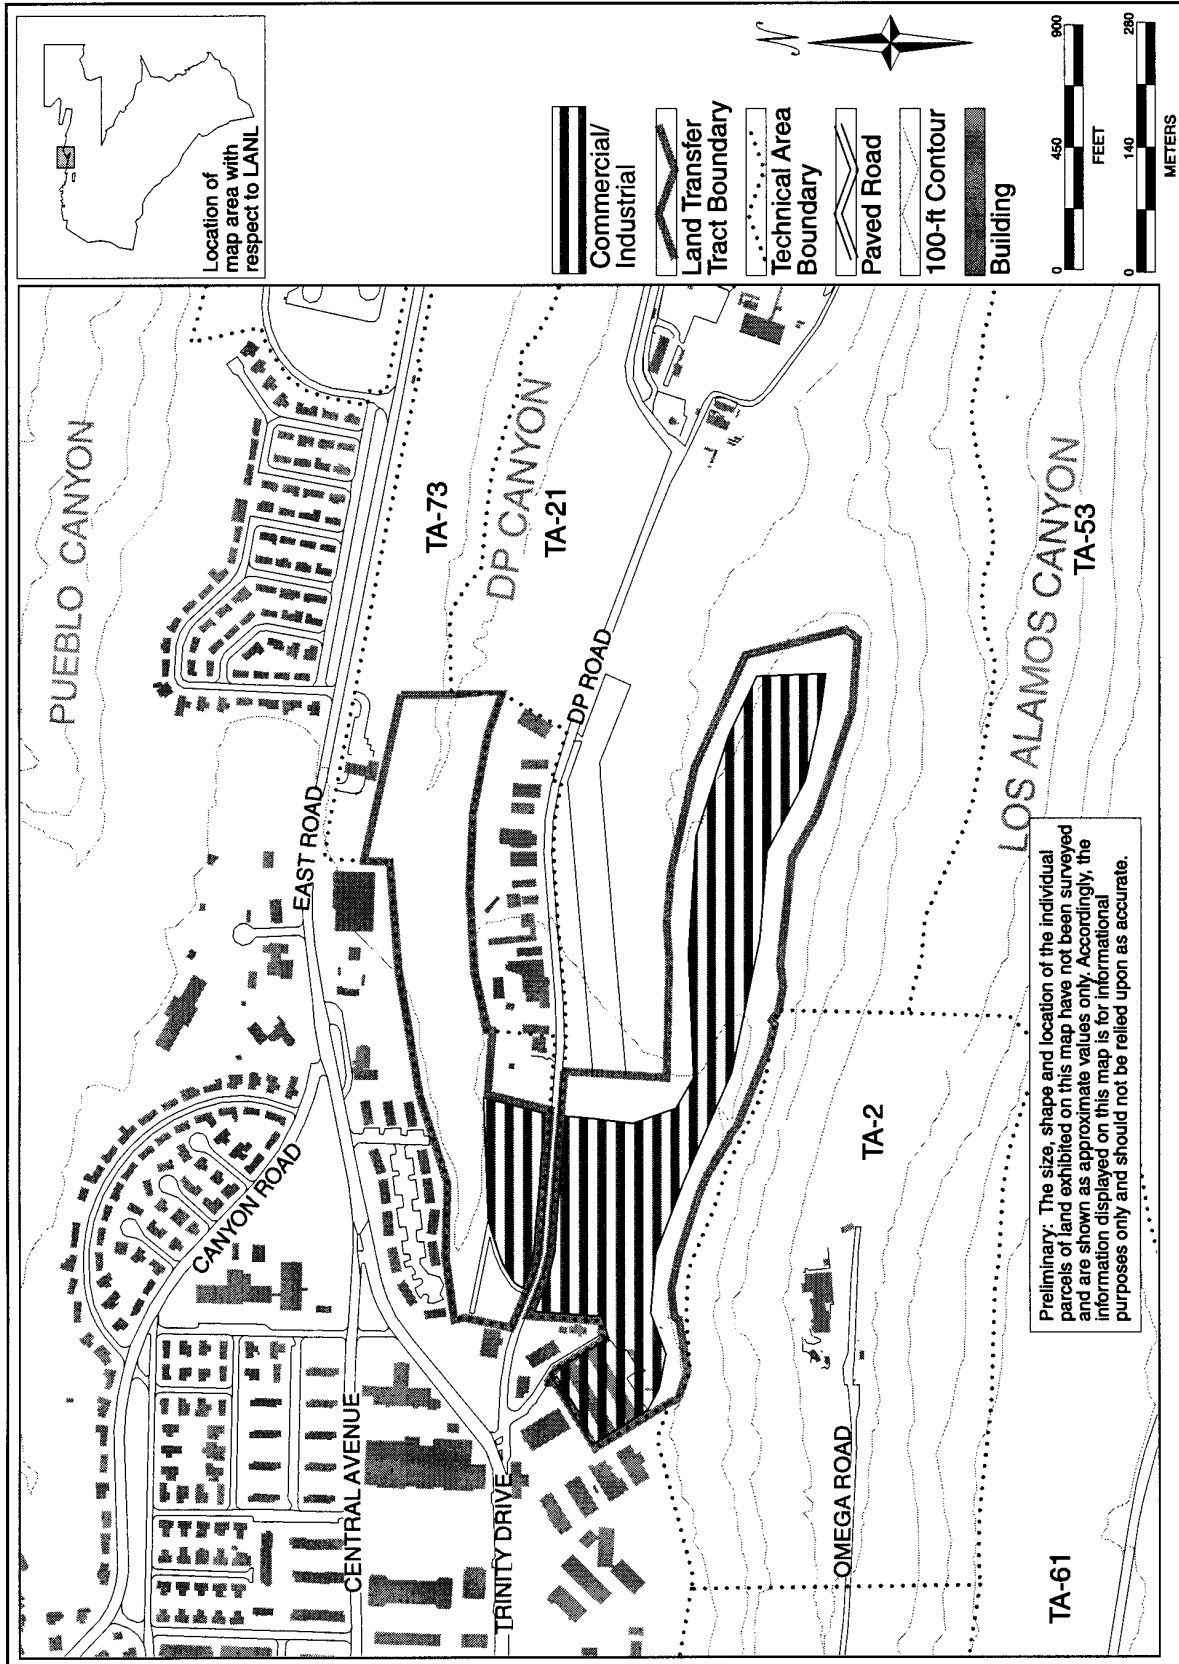 Location of
map area with
respect to LANL
Commercial/
Industrial
Land Transfer
Tract Boundary
Technical Area
Boundary
Paved Road
100-ft Contour
Building
N
0 450 900
FEET
0 140 280
METERS
PUEBLO CANYON
EAST ROAD
CANYON ROAD
CENTRAL AVENUE
TRINITY DRIVE
TA-73
DP CANYON
TA-21
DP ROAD
OMEGA ROAD
TA-2
LOS ALAMOS CANYON
TA-53
TA-61
Preliminary: The size, shape and location of the individual
parcels of land exhibited on this map have not been surveyed
and are shown as approximate values only. Accordingly, the
information displayed on this map is for informational
purposes only and should not be relied upon as accurate.